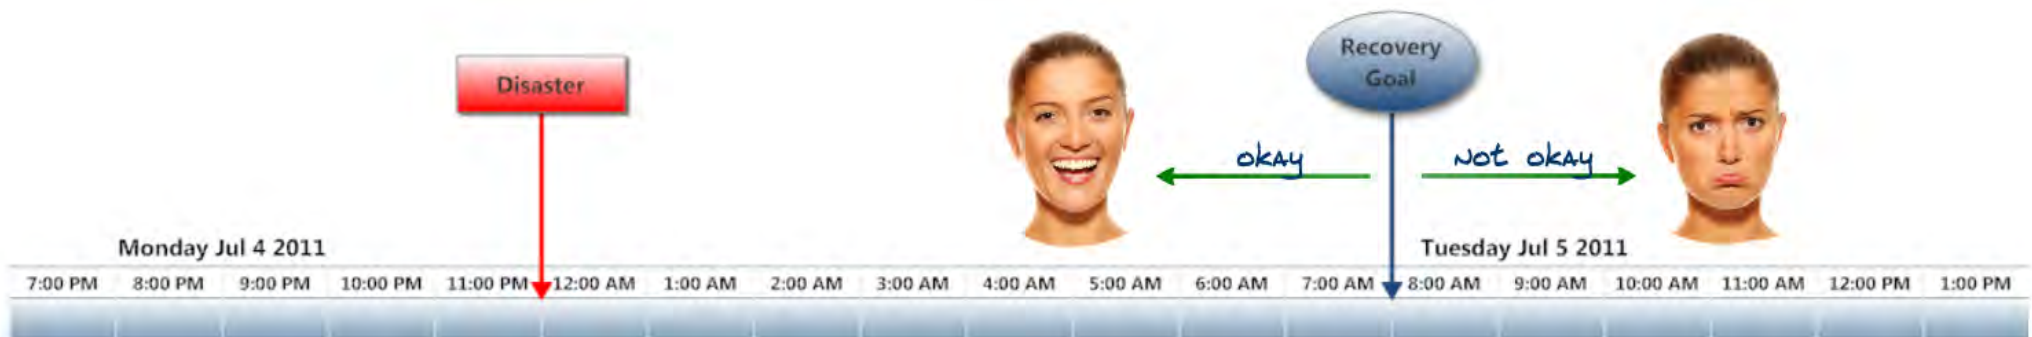 Recovery
Goal
Disaster
okay
Not okay
Monday Jul 4 2011
Tuesday Jul 5 2011
7:00 PM 8:00 PM 9:00 PM 10:00 PM 11:00 PM 12:00 AM 1:00 AM 2:00 AM 3:00 AM 4:00 AM 5:00 AM 6:00 AM 7:00 AM 8:00 AM 9:00 AM 10:00 AM 11:00 AM 12:00 PM 1:00 PM